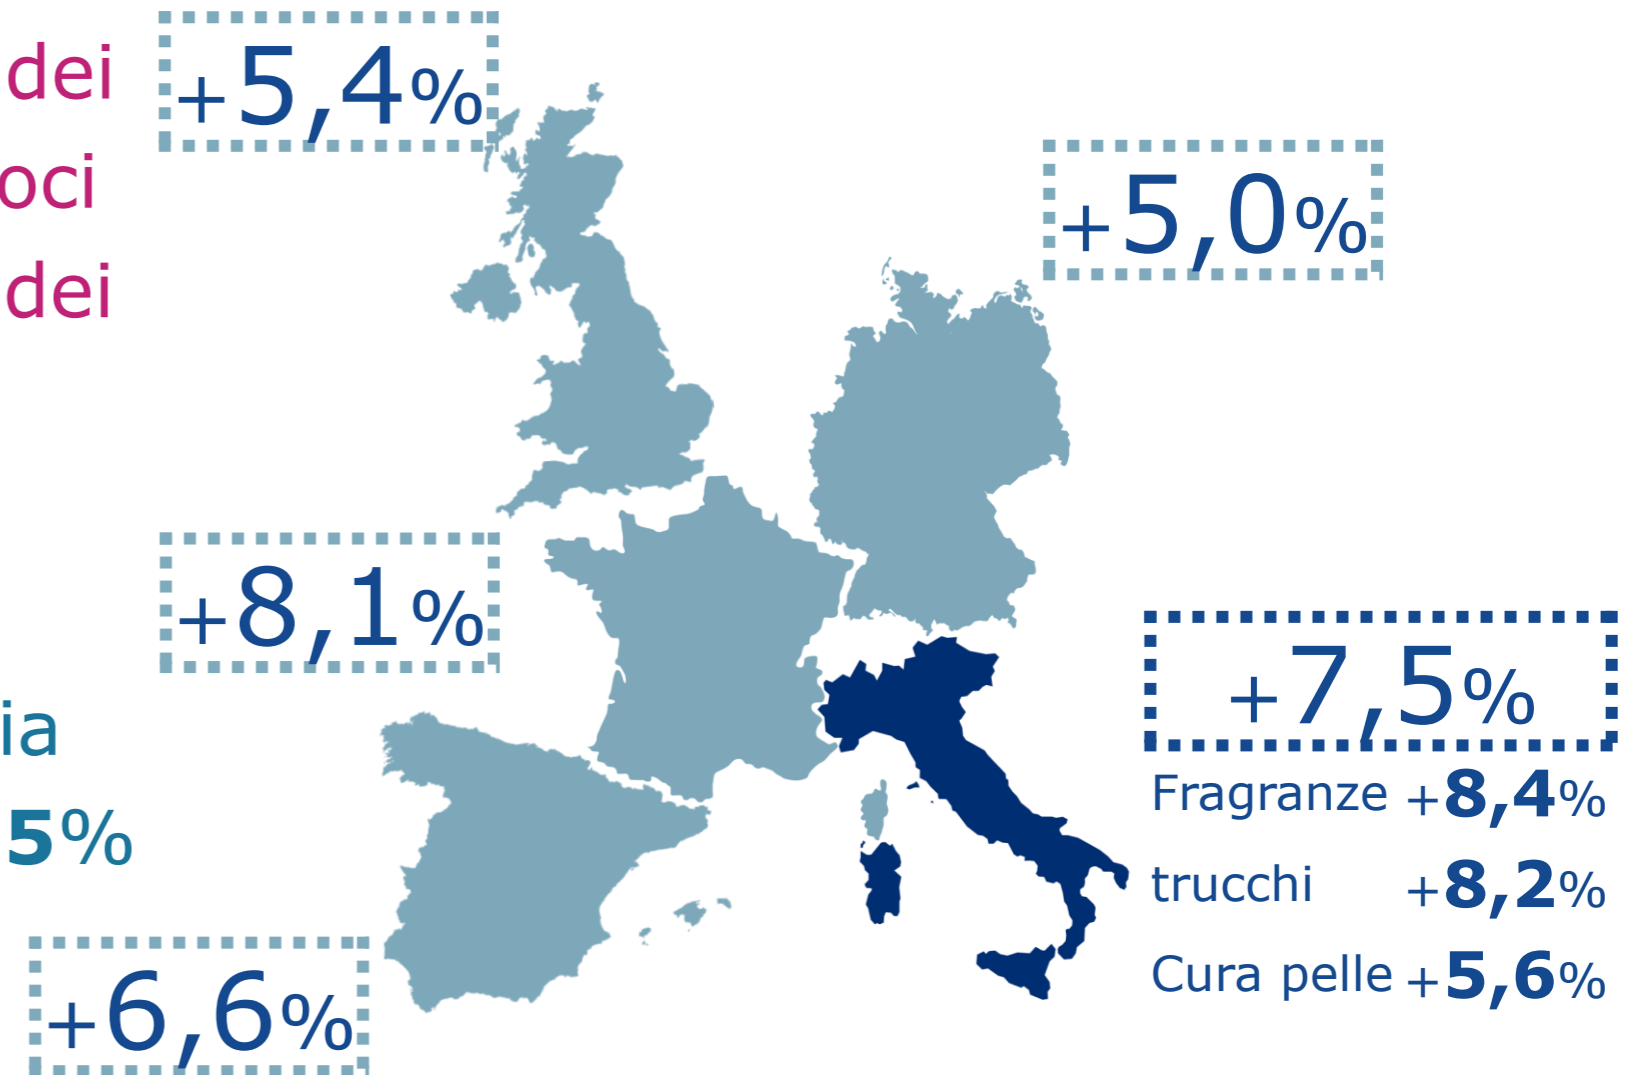 dei
+5,4%
oci
+5,0%
dei
+8,1%
+7,5%
ia
Fragranze +8,4%
5%
trucchi +8,2%
Cura pelle +5,6%
+6,6%